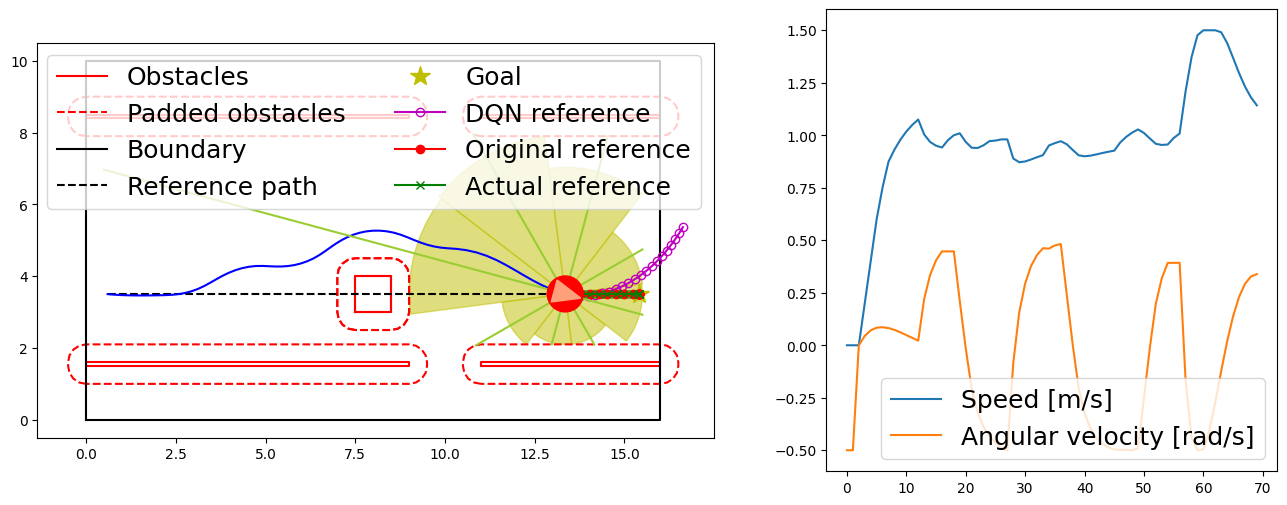 10
8
6
4
2
0
0.0 2.5 5.0 7.5 10.0 12.5 15.0
Obstacles
Padded obstacles
Boundary
Reference path
Goal
DQN reference
Original reference
Actual reference
1.50
1.25
1.00
0.75
0.50
0.25
0.00
−0.25
−0.50
0 10 20 30 40 50 60 70
Speed [m/s]
Angular velocity [rad/s]